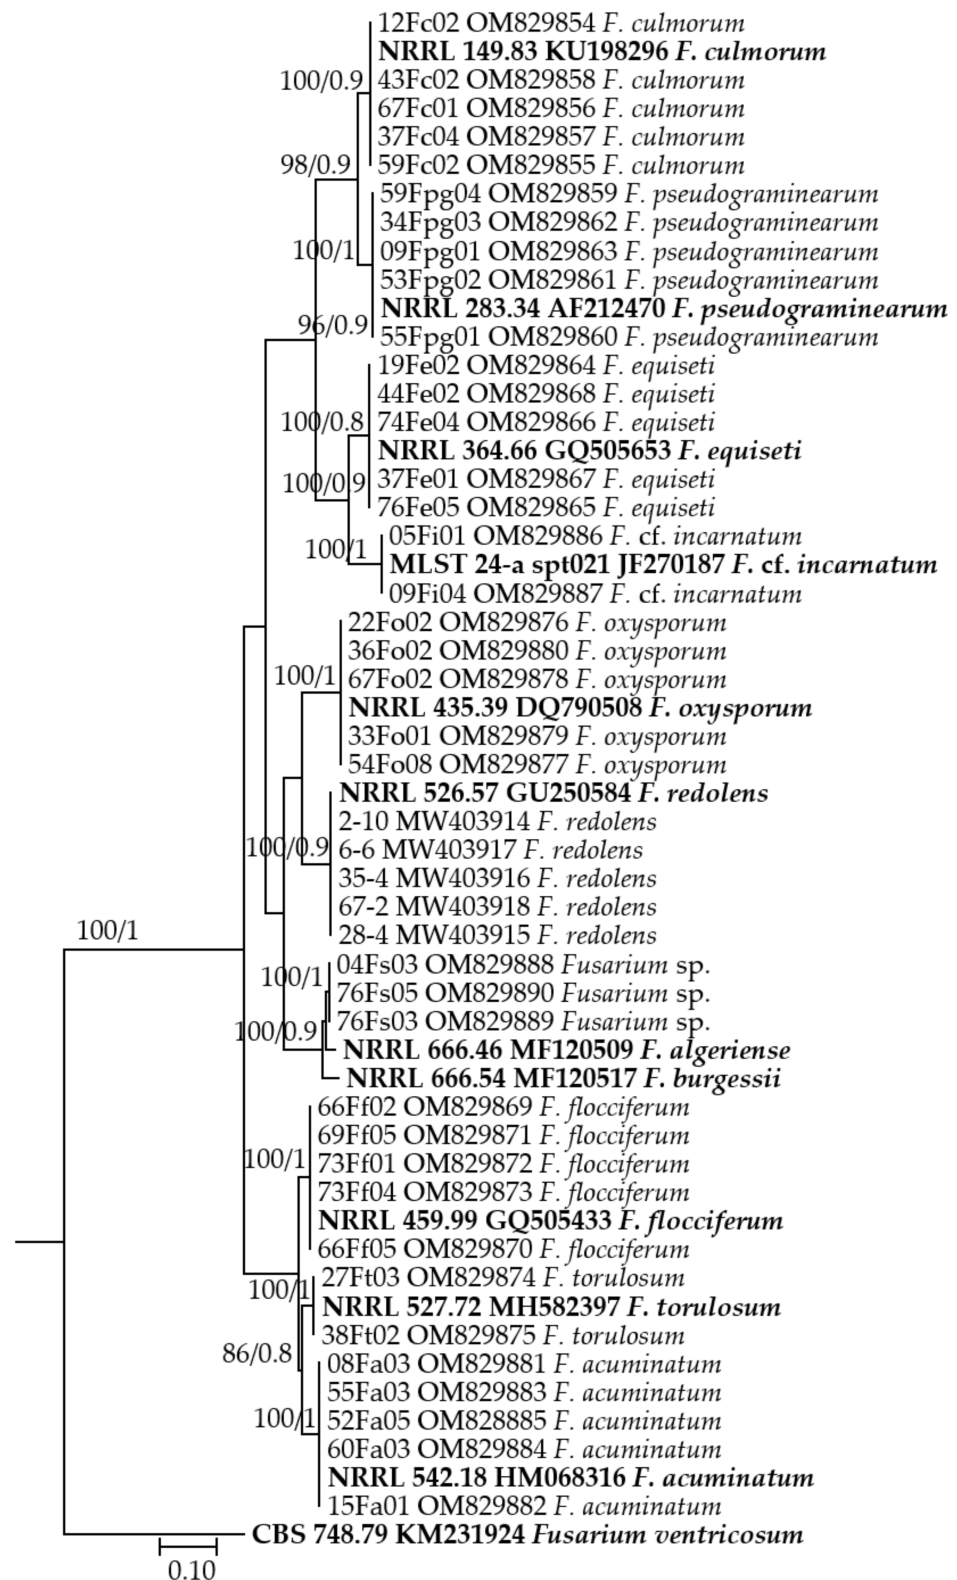 12Fc02 OM829854 F. culmorum
NRRL 149.83 KU198296 F. culmorum
100/0.9
43Fc02 OM829858 F. culmorum
67Fc01 OM829856 F. culmorum
37Fc04 OM829857 F. culmorum
98/0.9
59Fc02 OM829855 F. culmorum
59Fpg04 OM829859 F. pseudograminearum
34Fpg03 OM829862 F. pseudograminearum
100/1
09Fpg01 OM829863 F. pseudograminearum
53Fpg02 OM829861 F. pseudograminearum
NRRL 283.34 AF212470 F. pseudograminearum
96/0.9
55Fpg01 OM829860 F. pseudograminearum
19Fe02 OM829864 F. equiseti
44Fe02 OM829868 F. equiseti
100/0.8
74Fe04 OM829866 F. equiseti
NRRL 364.66 GQ505653 F. equiseti
100/0.9
37Fe01 OM829867 F. equiseti
76Fe05 OM829865 F. equiseti
05Fi01 OM829886 F. cf. incarnatum
100/1
MLST 24-a spt021 JF270187 F. cf. incarnatum
09Fi04 OM829887 F. cf. incarnatum
22Fo02 OM829876 F. oxysporum
36Fo02 OM829880 F. oxysporum
100/1
67Fo02 OM829878 F. oxysporum
NRRL 435.39 DQ790508 F. oxysporum
33Fo01 OM829879 F. oxysporum
54Fo08 OM829877 F. oxysporum
NRRL 526.57 GU250584 F. redolens
2-10 MW403914 F. redolens
100/0.9
6-6 MW403917 F. redolens
35-4 MW403916 F. redolens
67-2 MW403918 F. redolens
100/1
28-4 MW403915 F. redolens
04Fs03 OM829888 Fusarium sp.
100/1
76Fs05 OM829890 Fusarium sp.
76Fs03 OM829889 Fusarium sp.
100/0.9
NRRL 666.46 MF120509 F. algeriense
NRRL 666.54 MF120517 F. burgessii
66Ff02 OM829869 F. flocciferum
69Ff05 OM829871 F. flocciferum
100/1
73Ff01 OM829872 F. flocciferum
73Ff04 OM829873 F. flocciferum
NRRL 459.99 GQ505433 F. flocciferum
66Ff05 OM829870 F. flocciferum
27Ft03 OM829874 F. torulosum
100/1
NRRL 527.72 MH582397 F. torulosum
38Ft02 OM829875 F. torulosum
86/0.8
08Fa03 OM829881 F. acuminatum
55Fa03 OM829883 F. acuminatum
100/1
52Fa05 OM828885 F. acuminatum
60Fa03 OM829884 F. acuminatum
NRRL 542.18 HM068316 F. acuminatum
15Fa01 OM829882 F. acuminatum
CBS 748.79 KM231924 Fusarium ventricosum
0.10